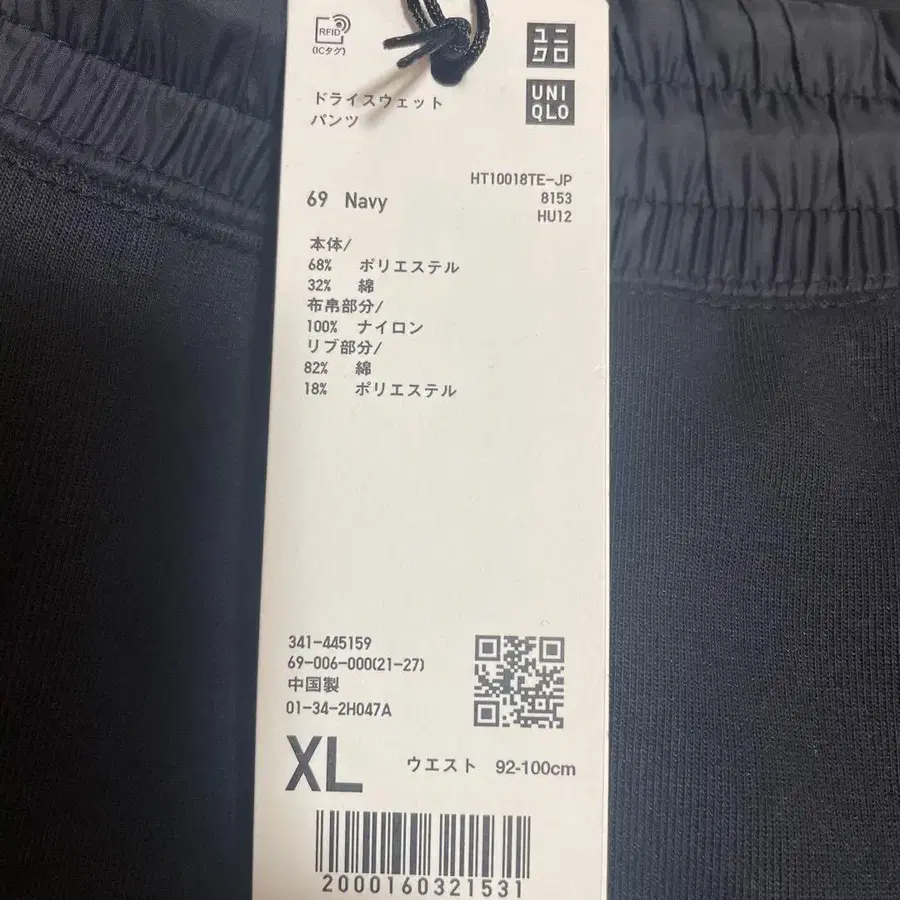 RFID
(ICタグ)
ユニ
クロ
UNI
QLO
ドライスウェット
パンツ
HT10018TE-JP
69 Navy
8153
HU12
本体/
68% ポリエステル
32% 綿
布帛部分/
100% ナイロン
リブ部分/
82% 綿
18% ポリエステル
341-445159
69-006-000(21-27)
中国製
01-34-2H047A
XL ウエスト 92-100cm
2000160321531